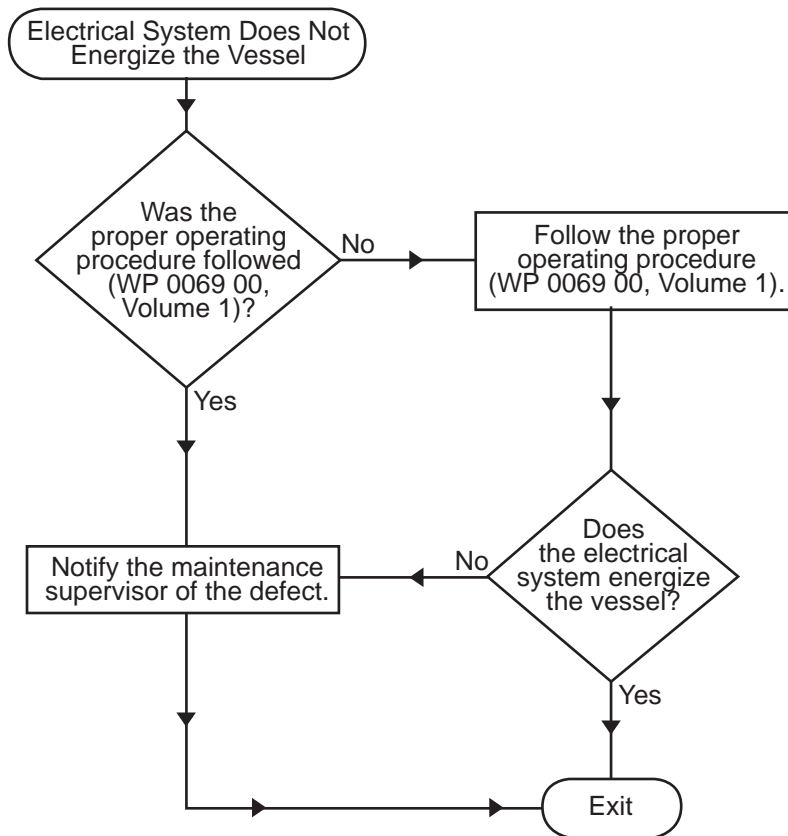 Electrical System Does Not
Energize the Vessel
Was the
proper operating
procedure followed
(WP 0069 00,
Volume 1)?
No
Follow the proper
operating procedure
(WP 0069 00, Volume 1).
Yes
Does
the electrical
system energize
the vessel?
No
Notify the maintenance
supervisor of the defect.
Yes
Exit